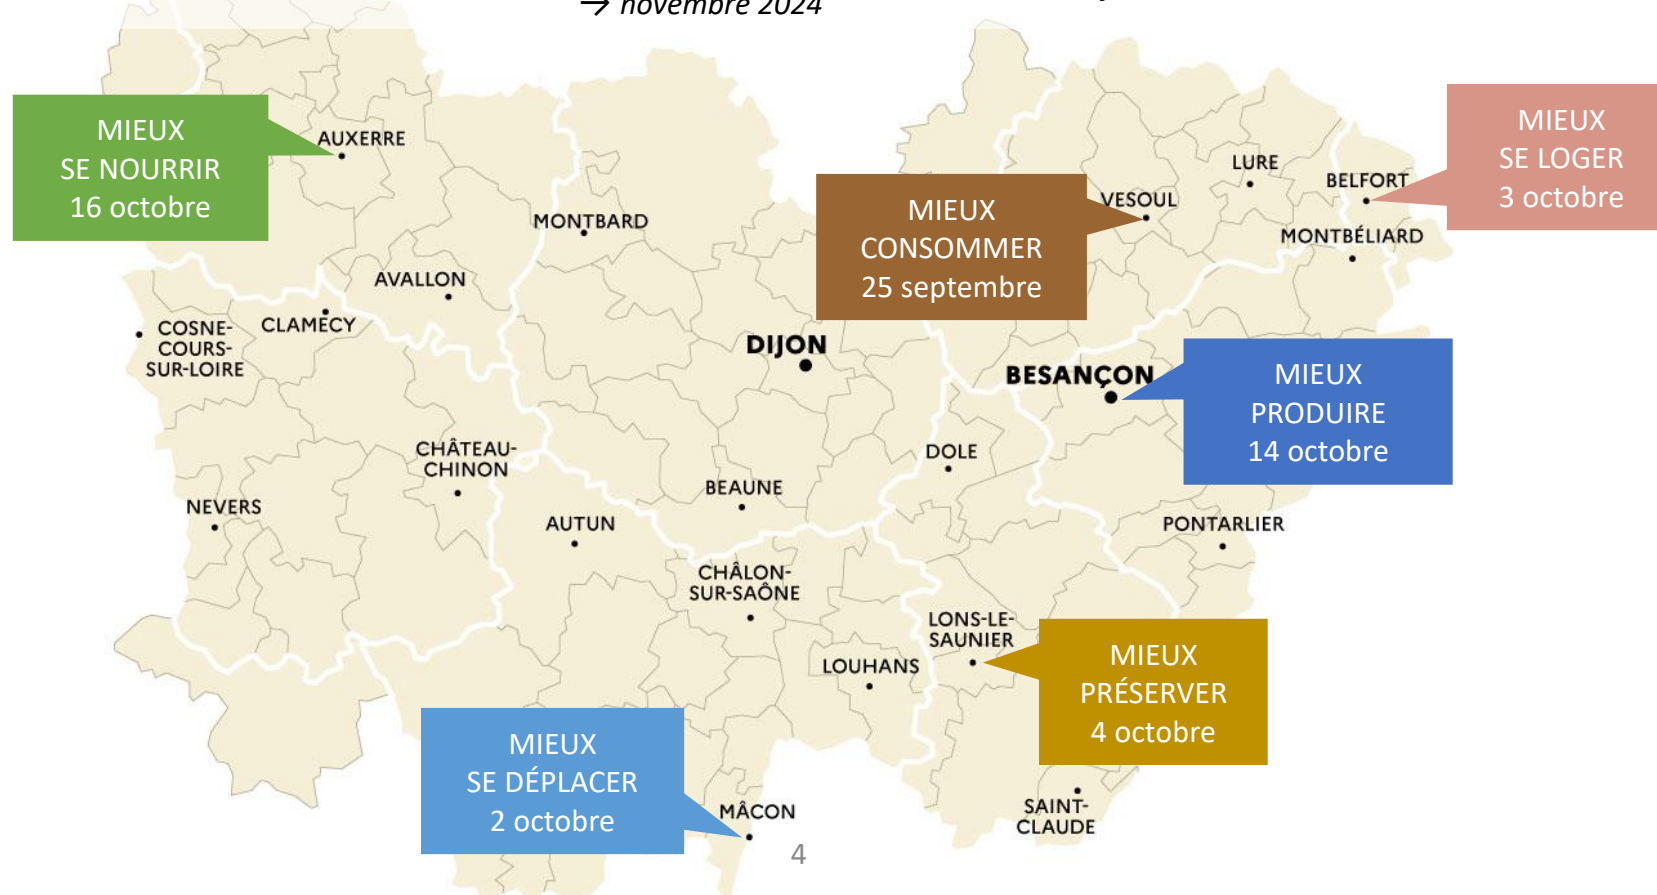 → novembre 2024
MIEUX
SE NOURRIR
16 octobre
AUXERRE
MIEUX
SE LOGER
3 octobre
LURE
BELFORT
VESOUL
MIEUX
CONSOMMER
25 septembre
MONTBARD
MONTBÉLIARD
AVALLON
CLAMECY
COSNE-
COURS-
SUR-LOIRE
DIJON
BESANÇON
MIEUX
PRODUIRE
14 octobre
CHÂTEAU-
CHINON
DOLE
BEAUNE
NEVERS
AUTUN
PONTARLIER
CHÂLON-
SUR-SAÔNE
LONS-LE-
SAUNIER
LOUHANS
MIEUX
PRÉSERVER
4 octobre
MIEUX
SE DÉPLACER
2 octobre
MÂCON
SAINT-
CLAUDE
4